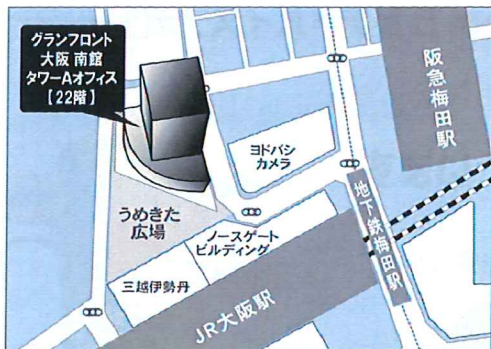 グランフロント
大阪 南館
タワーAオフィス
【22階】
阪急梅田駅
ヨドバシ
カメラ
うめきた
広場
ノースゲート
ビルディング
地下鉄梅田駅
三越伊勢丹
JR大阪駅